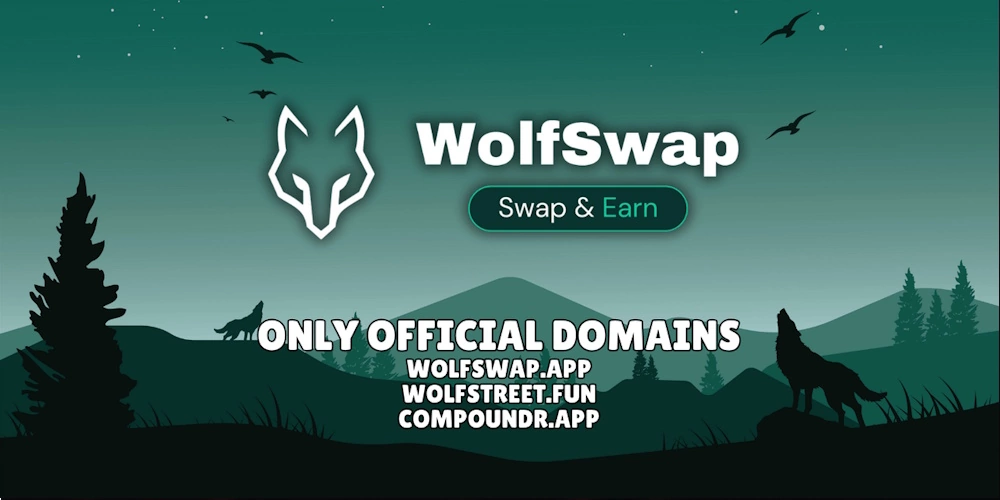 WolfSwap
Swap & Earn
ONLY OFFICIAL DOMAINS
WOLFSWAP.APP
WOLFSTREET.FUN
COMPOUNDR.APP